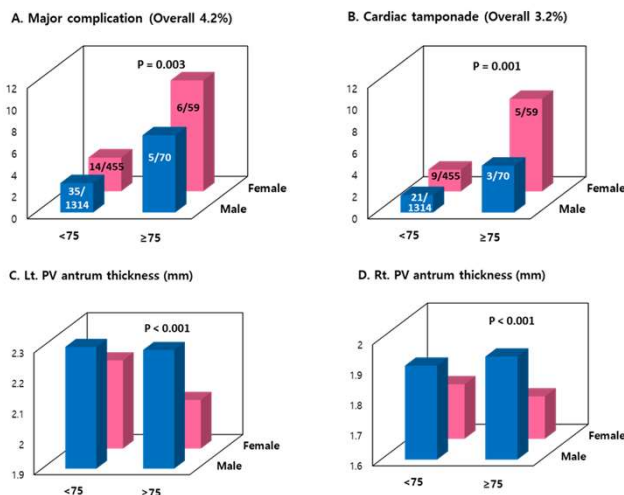 A. Major complication (Overall 4.2%)
P = 0.003
12
10
8
6
4
2
0
6/59
5/70
14/455
35/
1314
Female
Male
<75
≥75
B. Cardiac tamponade (Overall 3.2%)
P = 0.001
12
10
8
6
4
2
0
5/59
3/70
9/455
21/
1314
Female
Male
<75
≥75
C. Lt. PV antrum thickness (mm)
P < 0.001
2.3
2.2
2.1
2
1.9
Female
Male
<75
≥75
D. Rt. PV antrum thickness (mm)
P < 0.001
2
1.9
1.8
1.7
1.6
Female
Male
<75
≥75